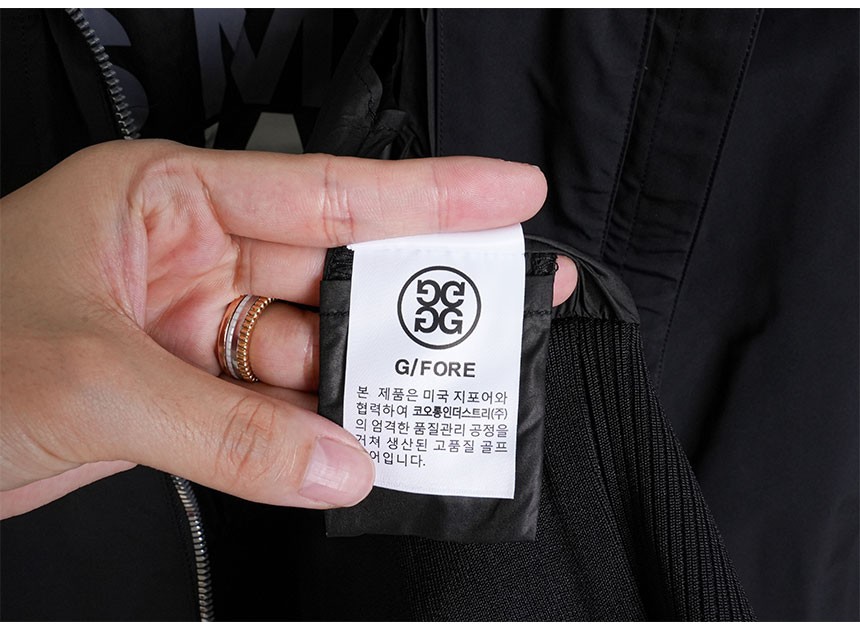 G/FORE
본 제품은 미국 지포어와
협력하여 코오롱인더스트리(주)
의 엄격한 품질관리 공정을
거쳐 생산된 고품질 골프
어입니다.